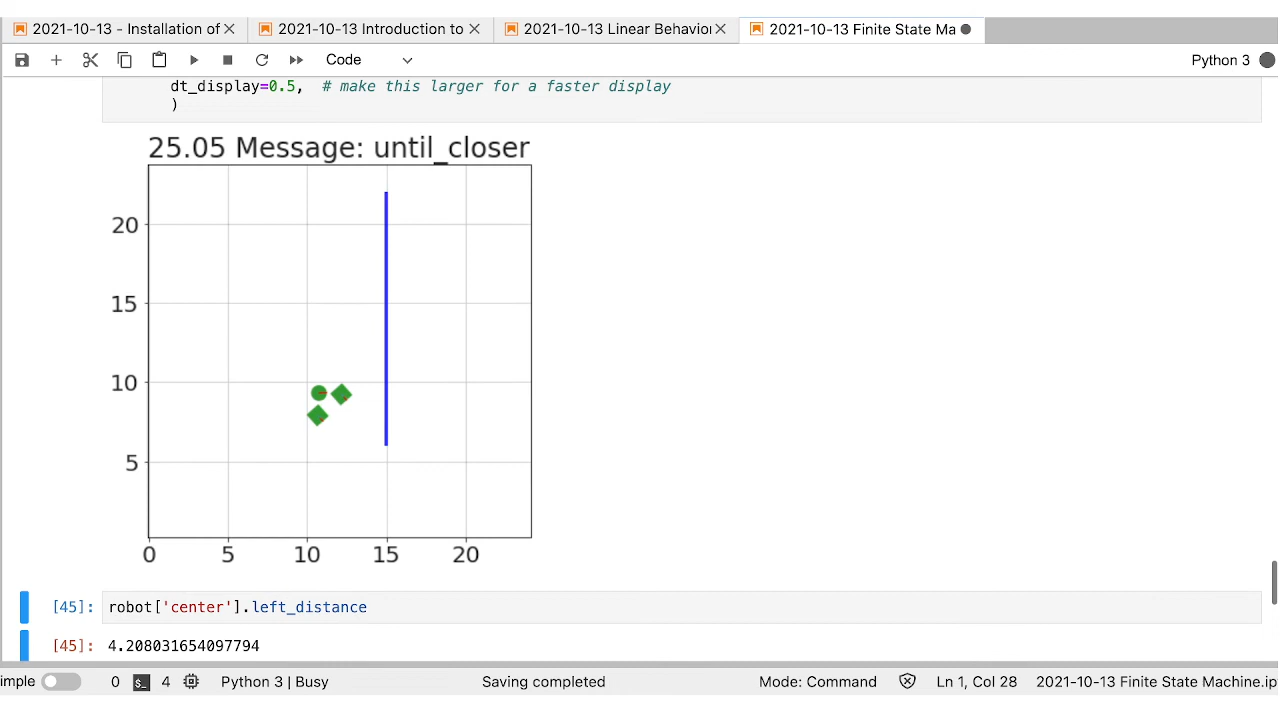 2021-10-13 - Installation of
2021-10-13 Introduction to
2021-10-13 Linear Behavior
2021-10-13 Finite State Ma
Code
Python 3
dt_display=0.5,  # make this larger for a faster display
)
25.05 Message: until_closer
20
15
10
5
0 5 10 15 20
[45]: robot['center'].left_distance
[45]: 4.208031654097794
imple 0 $_ 4 Python 3 | Busy Saving completed Mode: Command Ln 1, Col 28 2021-10-13 Finite State Machine.ip